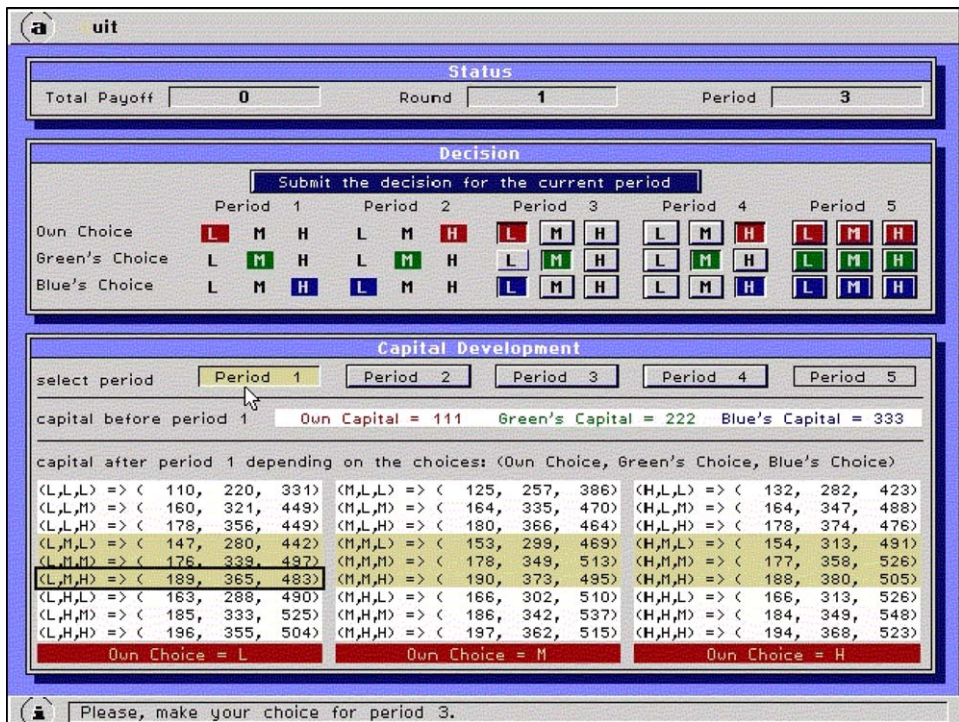 a uit
Status
Total Payoff 0 Round 1 Period 3
Decision
Submit the decision for the current period
Period 1 Period 2 Period 3 Period 4 Period 5
Own Choice L M H L M H L M H L M H L M H
Green's Choice L M H L M H L M H L M H L M H
Blue's Choice L M H L M H L M H L M H L M H
Capital Development
select period Period 1 Period 2 Period 3 Period 4 Period 5
capital before period 1 Own Capital = 111 Green's Capital = 222 Blue's Capital = 333
capital after period 1 depending on the choices: (Own Choice, Green's Choice, Blue's Choice)
(L,L,L) => ( 110, 220, 331) (M,L,L) => ( 125, 257, 386) (H,L,L) => ( 132, 282, 423)
(L,L,M) => ( 160, 321, 449) (M,L,M) => ( 164, 335, 470) (H,L,M) => ( 164, 347, 488)
(L,L,H) => ( 178, 356, 449) (M,L,H) => ( 180, 366, 464) (H,L,H) => ( 178, 374, 476)
(L,M,L) => ( 147, 280, 442) (M,M,L) => ( 153, 299, 469) (H,M,L) => ( 154, 313, 491)
(L,M,M) => ( 176, 339, 497) (M,M,M) => ( 178, 349, 513) (H,M,M) => ( 177, 358, 526)
(L,M,H) => ( 189, 365, 483) (M,M,H) => ( 190, 373, 495) (H,M,H) => ( 188, 380, 505)
(L,H,L) => ( 163, 288, 490) (M,H,L) => ( 166, 302, 510) (H,H,L) => ( 166, 313, 526)
(L,H,M) => ( 185, 333, 525) (M,H,M) => ( 186, 342, 537) (H,H,M) => ( 184, 349, 548)
(L,H,H) => ( 196, 355, 504) (M,H,H) => ( 197, 362, 515) (H,H,H) => ( 194, 368, 523)
Own Choice = L Own Choice = M Own Choice = H
i Please, make your choice for period 3.